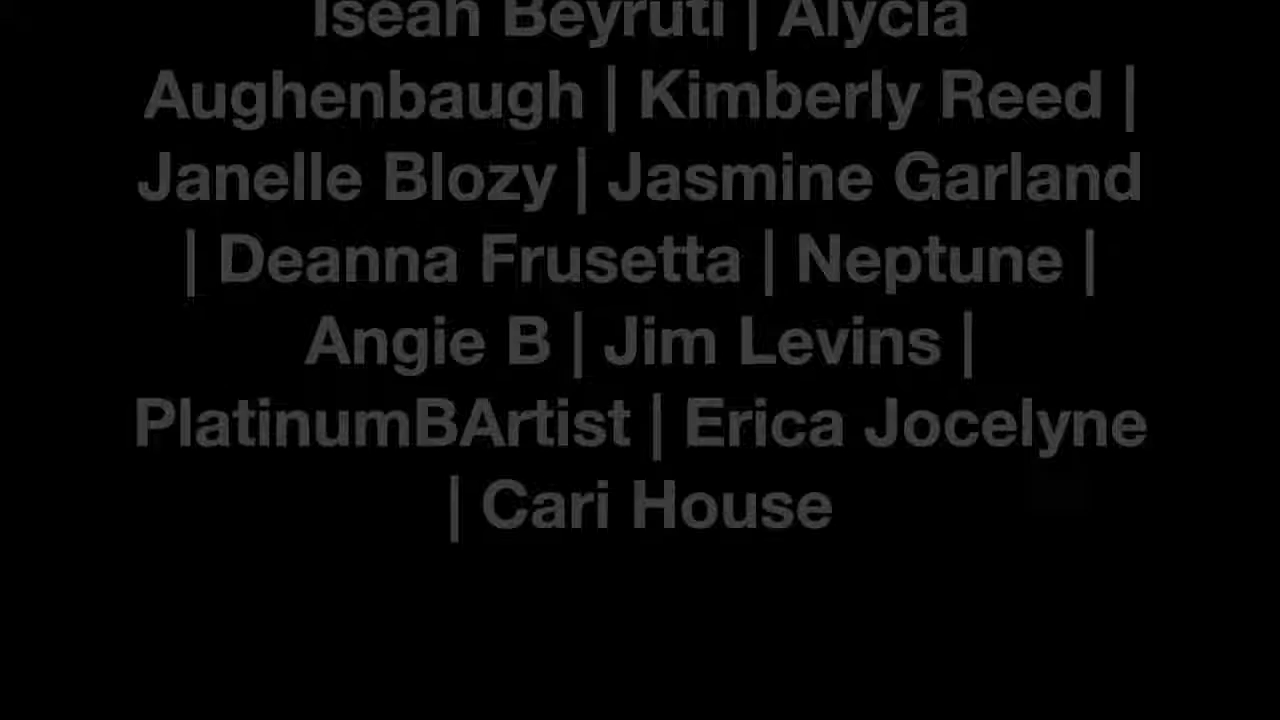 Iseah Beyruti | Alycia
Aughenbaugh | Kimberly Reed |
Janelle Blozy | Jasmine Garland
| Deanna Frusetta | Neptune |
Angie B | Jim Levins |
PlatinumBArtist | Erica Jocelyne
| Cari House